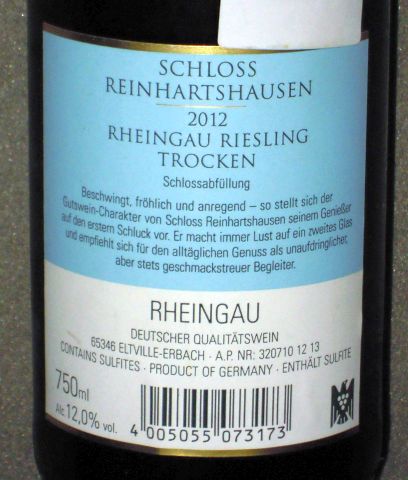 SCHLOSS
REINHARTSHAUSEN
2012
RHEINGAU RIESLING
TROCKEN
Schlossabfüllung
Beschwingt, fröhlich und anregend – so stellt sich der
Gutswein-Charakter von Schloss Reinhartshausen seinem Genießer
auf den erstem Schluck vor. Er macht immer Lust auf ein zweites Glas
und empfiehlt sich für den alltäglichen Genuss als unaufdringlicher,
aber stets geschmackstreuer Begleiter.
RHEINGAU
DEUTSCHER QUALITÄTSWEIN
65346 ELTVILLE-ERBACH · A.P. NR: 320710 12 13
CONTAINS SULFITES · PRODUCT OF GERMANY · ENTHÄLT SULFITE
750ml
Alc 12,0% vol.
4 005055 073173